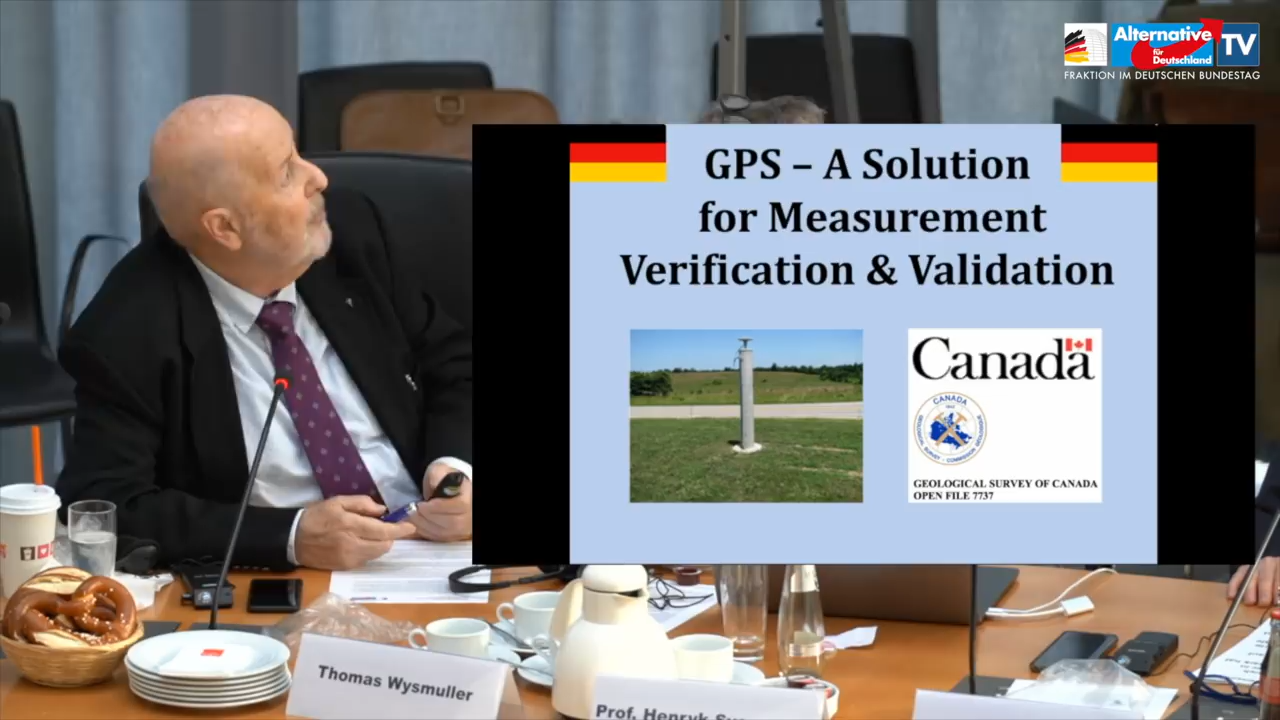 Alternative
für
Deutschland
TV
FRAKTION IM DEUTSCHEN BUNDESTAG
GPS – A Solution
for Measurement
Verification & Validation
Canada
CANADA
GEOLOGICAL SURVEY OF CANADA
OPEN FILE 7737
Thomas Wysmuller
Prof. Henryk